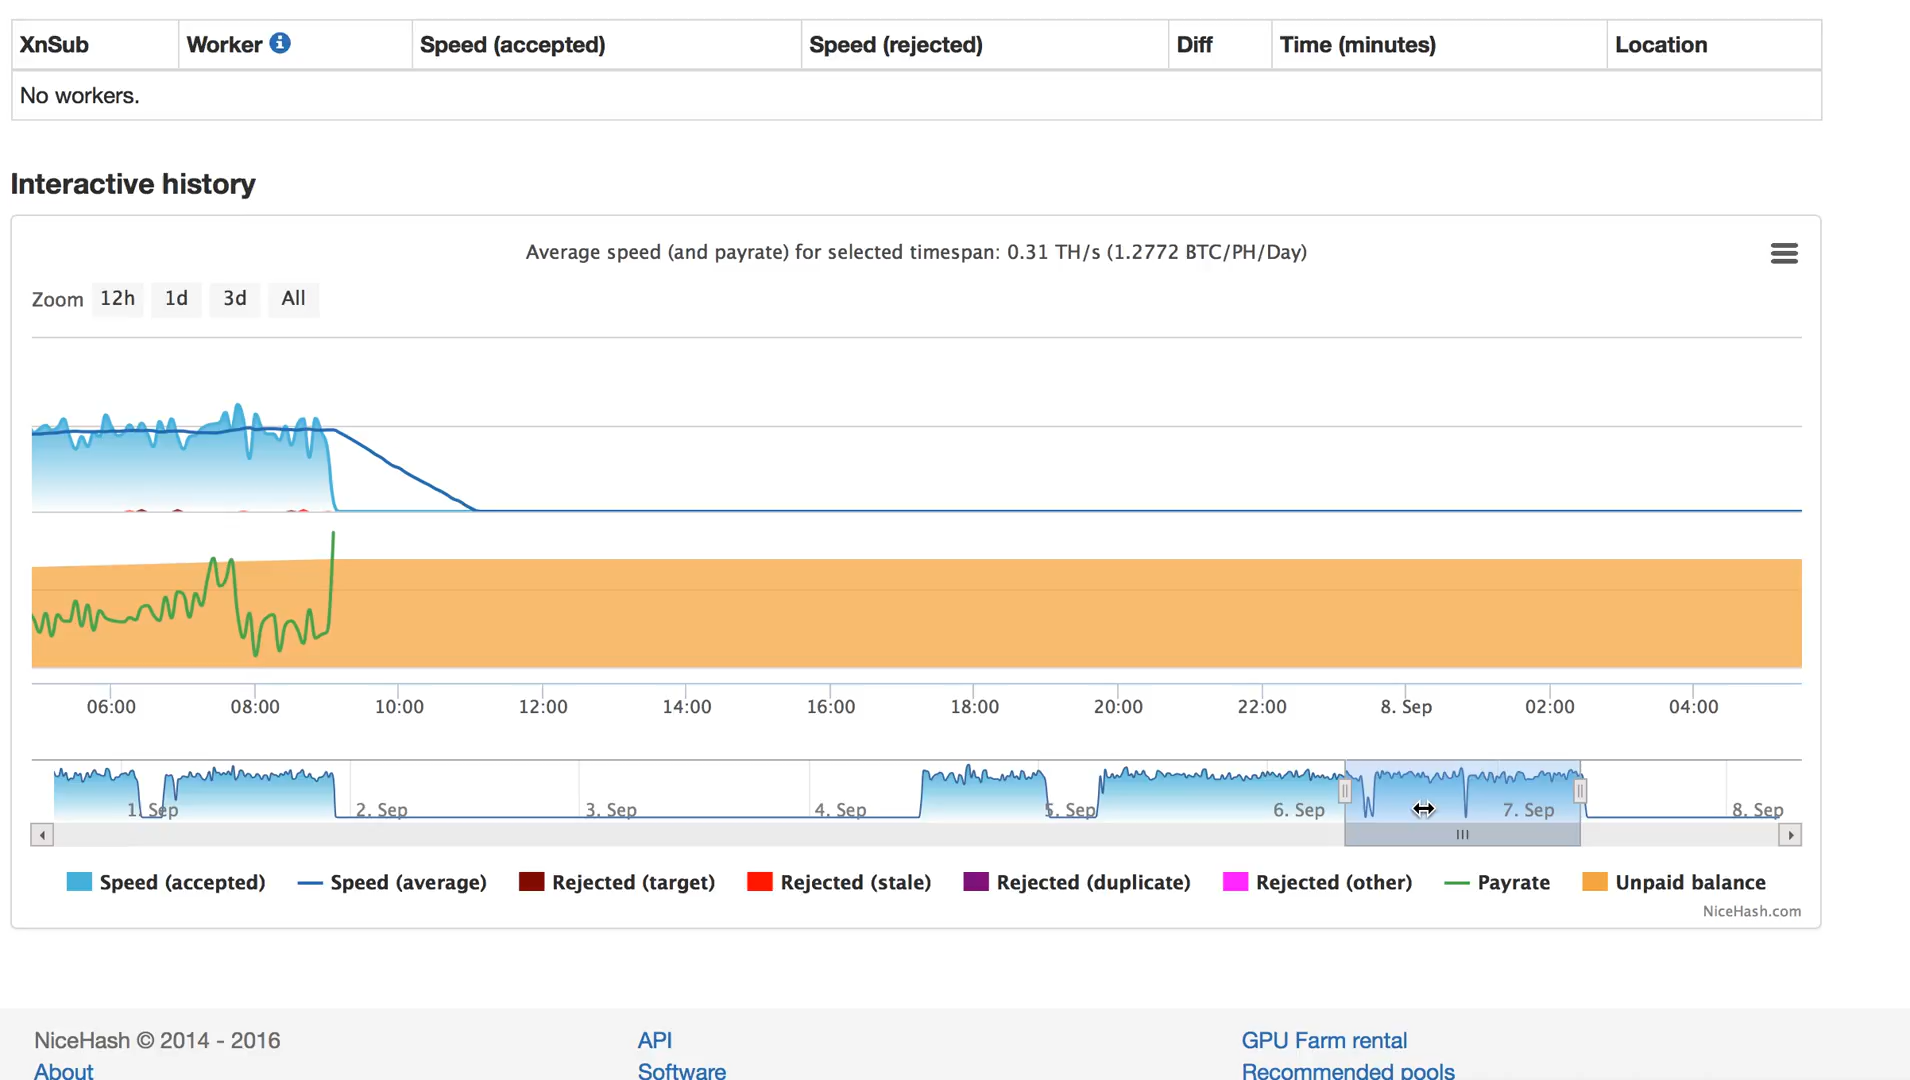 XnSub Worker Speed (accepted) Speed (rejected) Diff Time (minutes) Location
No workers.
Interactive history
Average speed (and payrate) for selected timespan: 0.31 TH/s (1.2772 BTC/PH/Day)
Zoom 12h 1d 3d All
06:00 08:00 10:00 12:00 14:00 16:00 18:00 20:00 22:00 8. Sep 02:00 04:00
1. Sep 2. Sep 3. Sep 4. Sep 5. Sep 6. Sep 7. Sep 8. Sep
Speed (accepted) Speed (average) Rejected (target) Rejected (stale) Rejected (duplicate) Rejected (other) Payrate Unpaid balance
NiceHash.com
NiceHash © 2014 - 2016 API GPU Farm rental
About Software Recommended pools